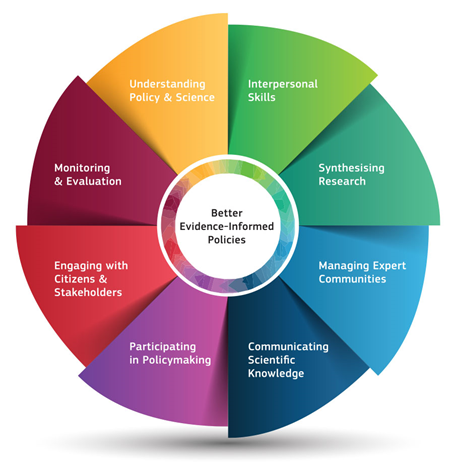 Understanding
Policy & Science
Interpersonal
Skills
Synthesising
Research
Managing Expert
Communities
Communicating
Scientific
Knowledge
Participating
in Policymaking
Engaging with
Citizens &
Stakeholders
Monitoring
& Evaluation
Better
Evidence-Informed
Policies